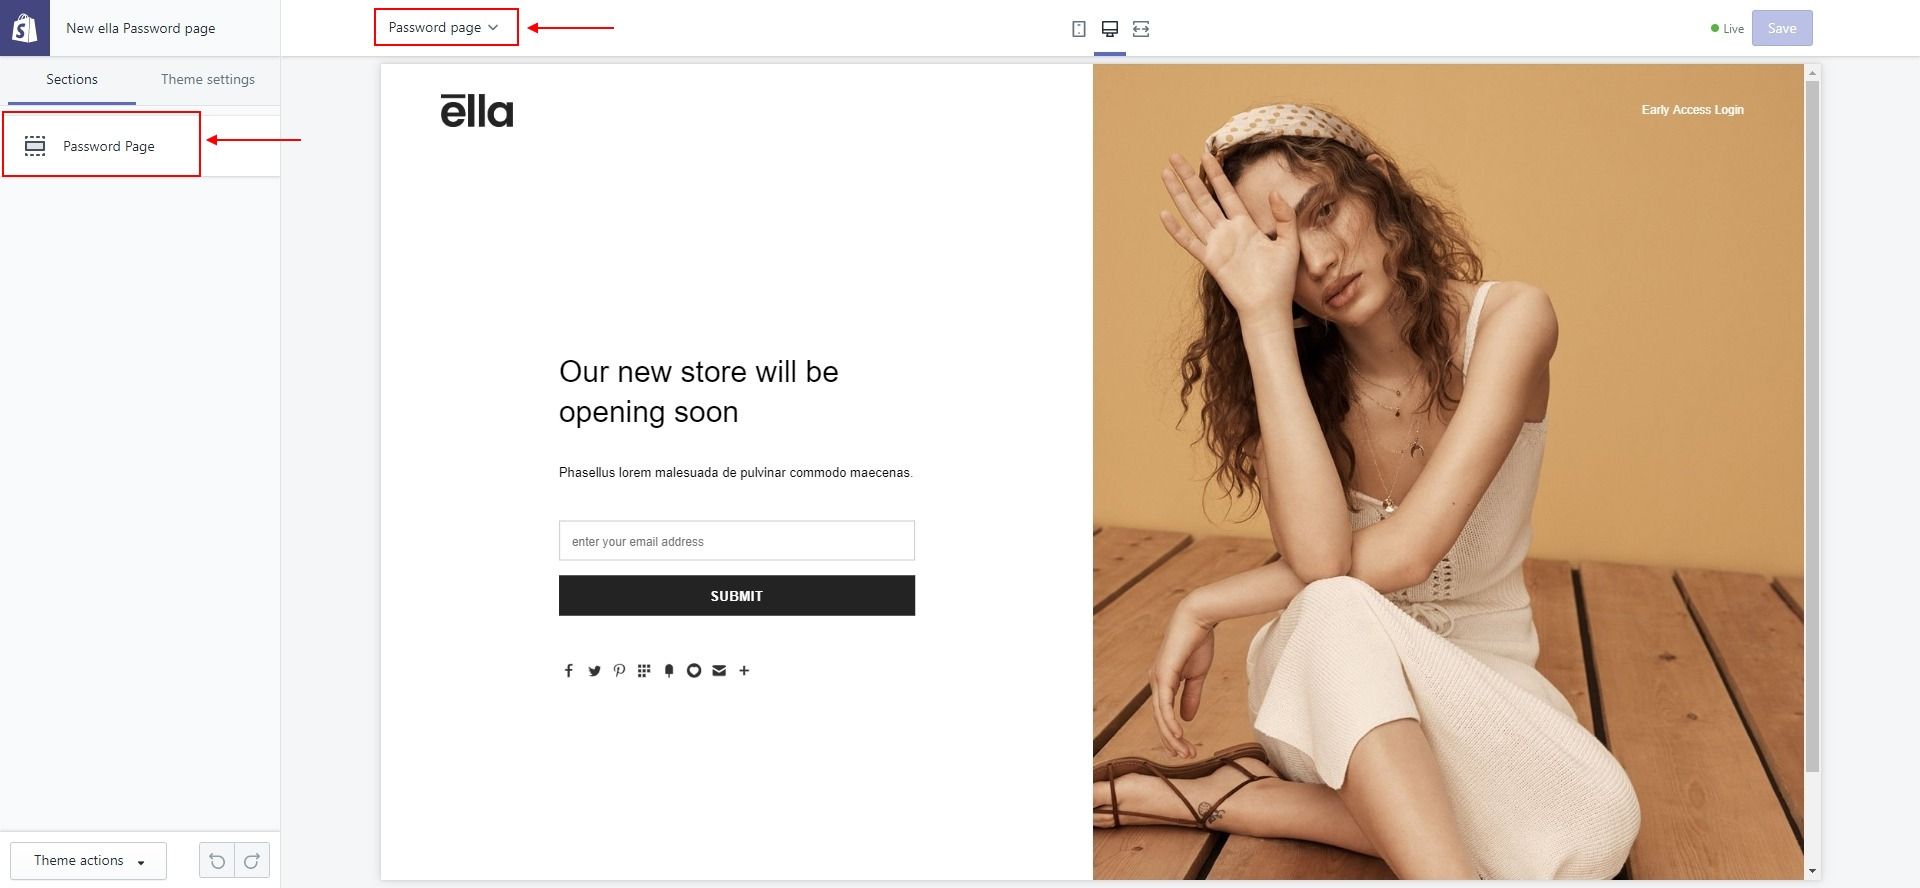 New ella Password page
Password page
Live
Save
Sections
Theme settings
Password Page
ella
Early Access Login
Our new store will be
opening soon
Phasellus lorem malesuada de pulvinar commodo maecenas.
enter your email address
SUBMIT
Theme actions